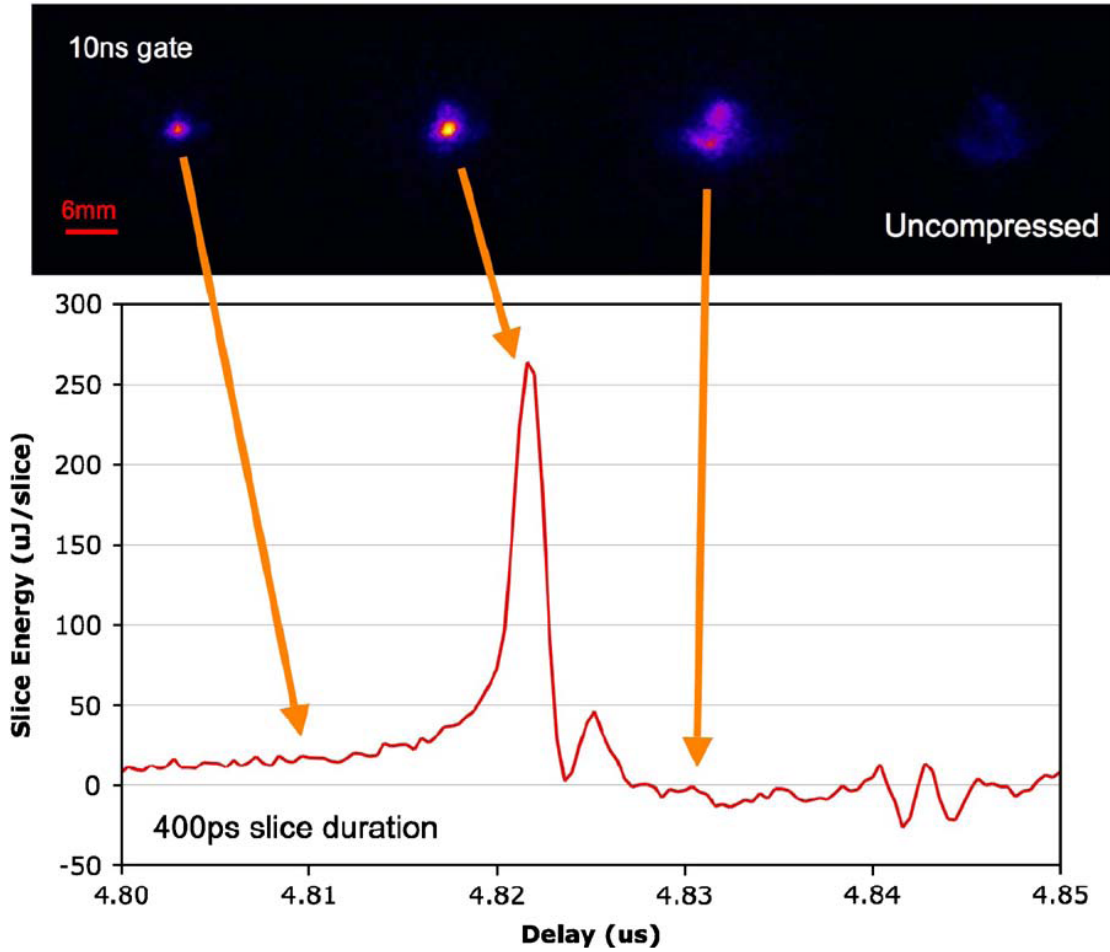 10ns gate
6mm
Uncompressed
300
250
200
150
100
50
0
-50
Slice Energy (uJ/slice)
400ps slice duration
4.80 4.81 4.82 4.83 4.84 4.85
Delay (us)